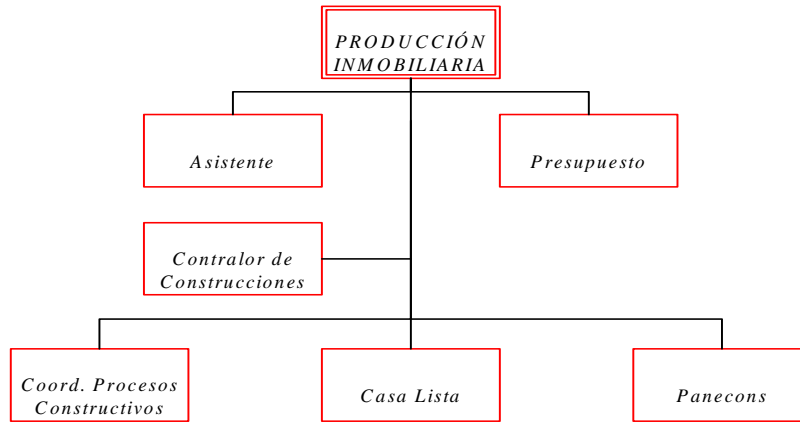 PRODUCCIÓN
INMOBILIARIA
Asistente
Presupuesto
Contralor de
Construcciones
Coord. Procesos
Constructivos
Casa Lista
Panecons